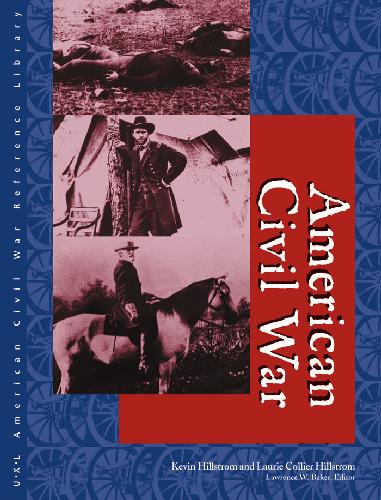 U·X·L American Civil War Reference Library
American
Civil War
Kevin Hillstrom and Laurie Collier Hillstrom
Lawrence W. Baker, Editor